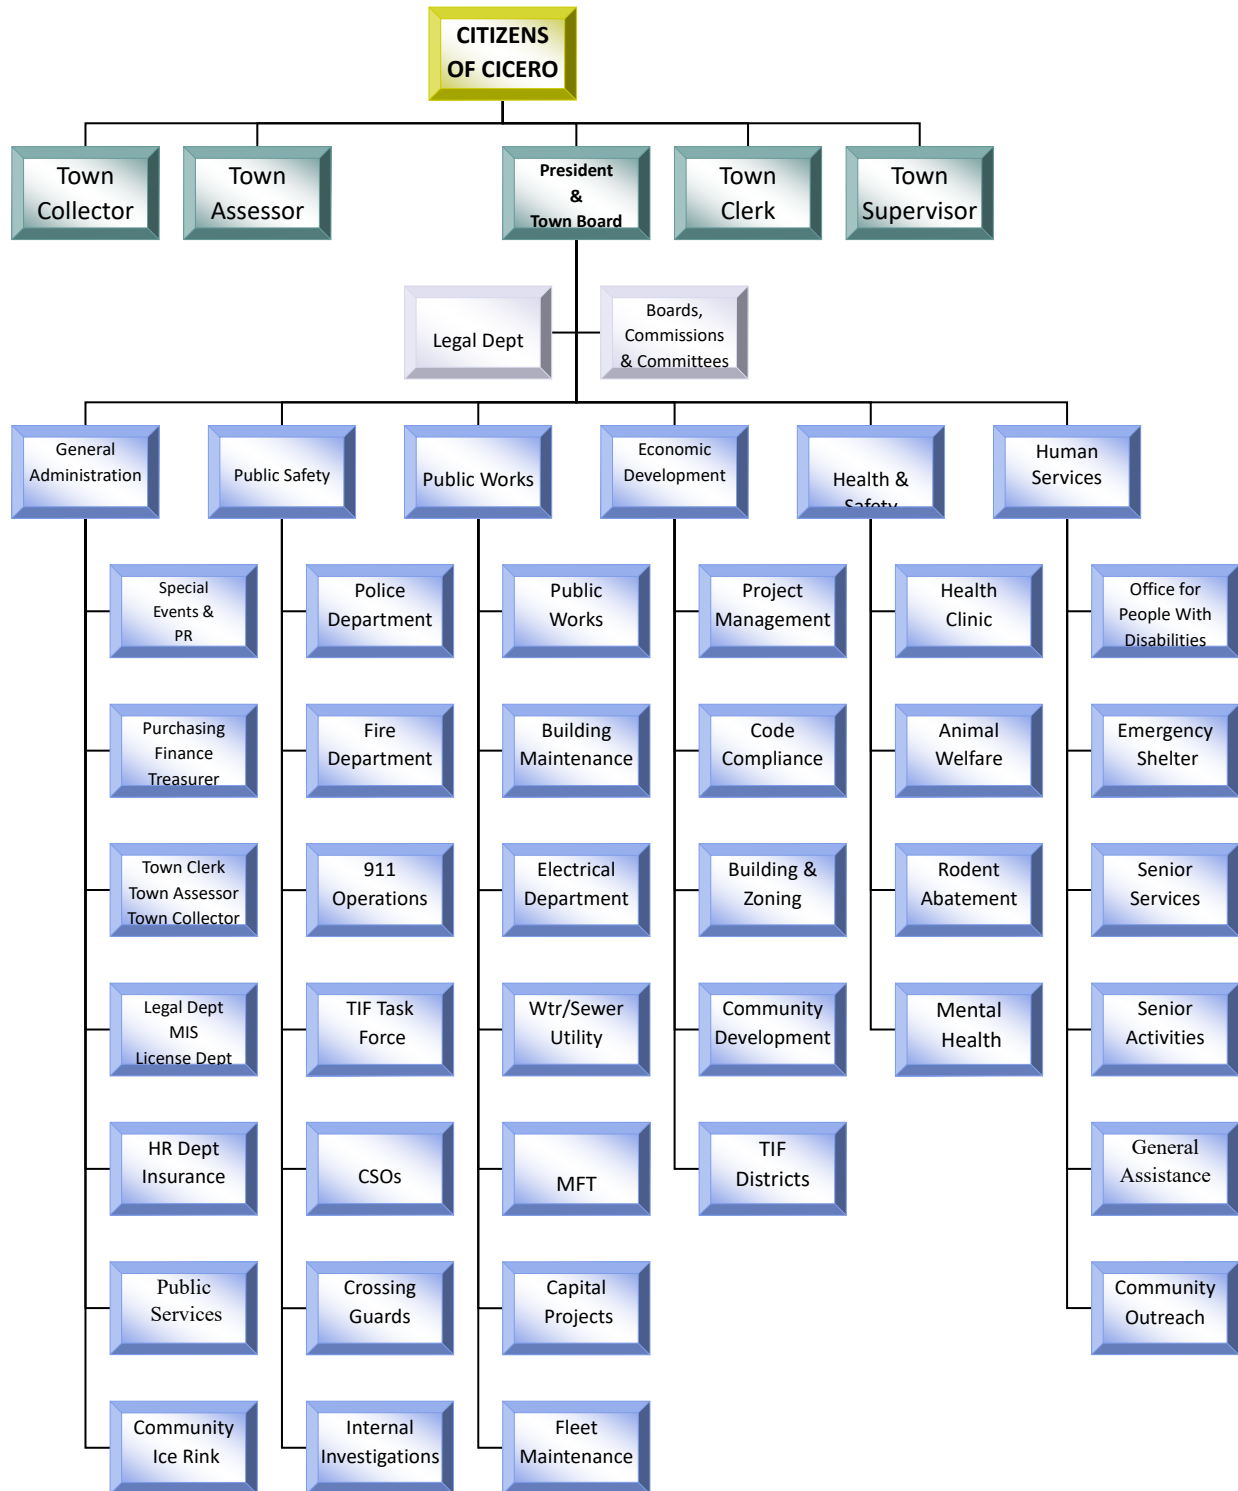 CITIZENS
OF CICERO
Town
Collector
Town
Assessor
President
&
Town Board
Town
Clerk
Town
Supervisor
Legal Dept
Boards,
Commissions
& Committees
General
Administration
Public Safety
Public Works
Economic
Development
Health &
Safety
Human
Services
Special
Events &
PR
Police
Department
Public
Works
Project
Management
Health
Clinic
Office for
People With
Disabilities
Purchasing
Finance
Treasurer
Fire
Department
Building
Maintenance
Code
Compliance
Animal
Welfare
Emergency
Shelter
Town Clerk
Town Assessor
Town Collector
911
Operations
Electrical
Department
Building &
Zoning
Rodent
Abatement
Senior
Services
Legal Dept
MIS
License Dept
TIF Task
Force
Wtr/Sewer
Utility
Community
Development
Mental
Health
Senior
Activities
HR Dept
Insurance
CSOs
MFT
TIF
Districts
General
Assistance
Public
Services
Crossing
Guards
Capital
Projects
Community
Outreach
Community
Ice Rink
Internal
Investigations
Fleet
Maintenance